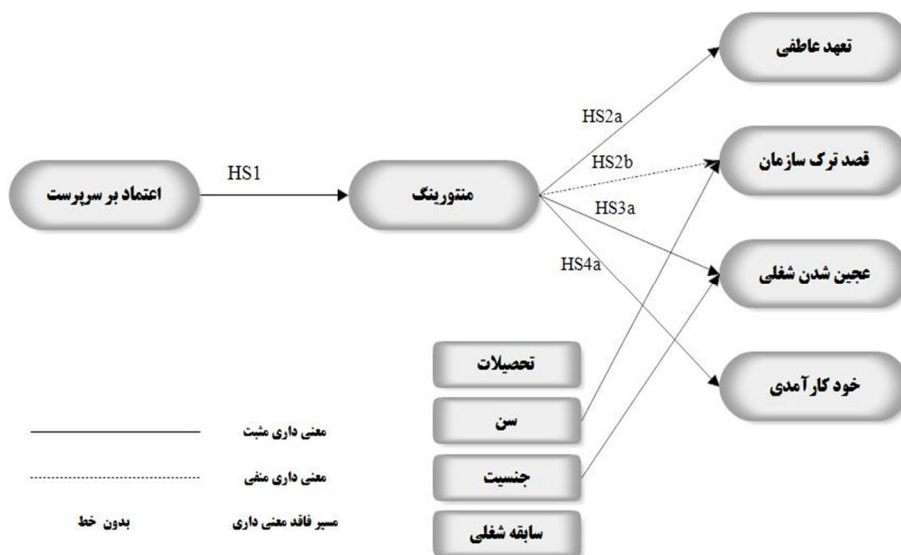 تعهد عاطفی
HS2a
قصد ترک سازمان
HS2b
HS1
اعتماد بر سرپرست
منتورینگ
HS3a
عجین شدن شغلی
HS4a
تحصیلات
خود کارآمدی
سن
معنی داری مثبت
جنسیت
معنی داری منفی
سابقه شغلی
مسیر فاقد معنی داری
بدون خط